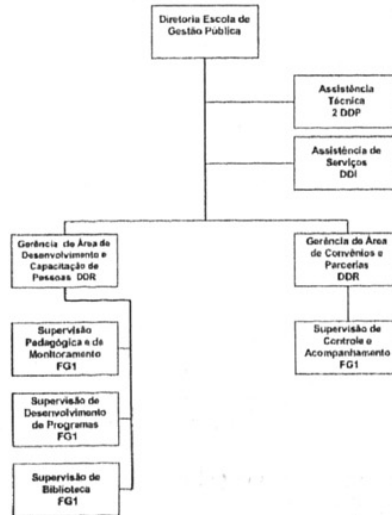 Diretoria Escola de
Gestão Pública
Assistência
Técnica
2 DDP
Assistência de
Serviços
DDI
Gerência de Área de
Desenvolvimento e
Capacitação de
Pessoas DDR
Gerência de Área
de Convênios e
Parcerias
DDR
Supervisão
Pedagógica e de
Monitoramento
FG1
Supervisão de
Controle e
Acompanhamento
FG1
Supervisão de
Desenvolvimento
de Programas
FG1
Supervisão de
Biblioteca
FG1